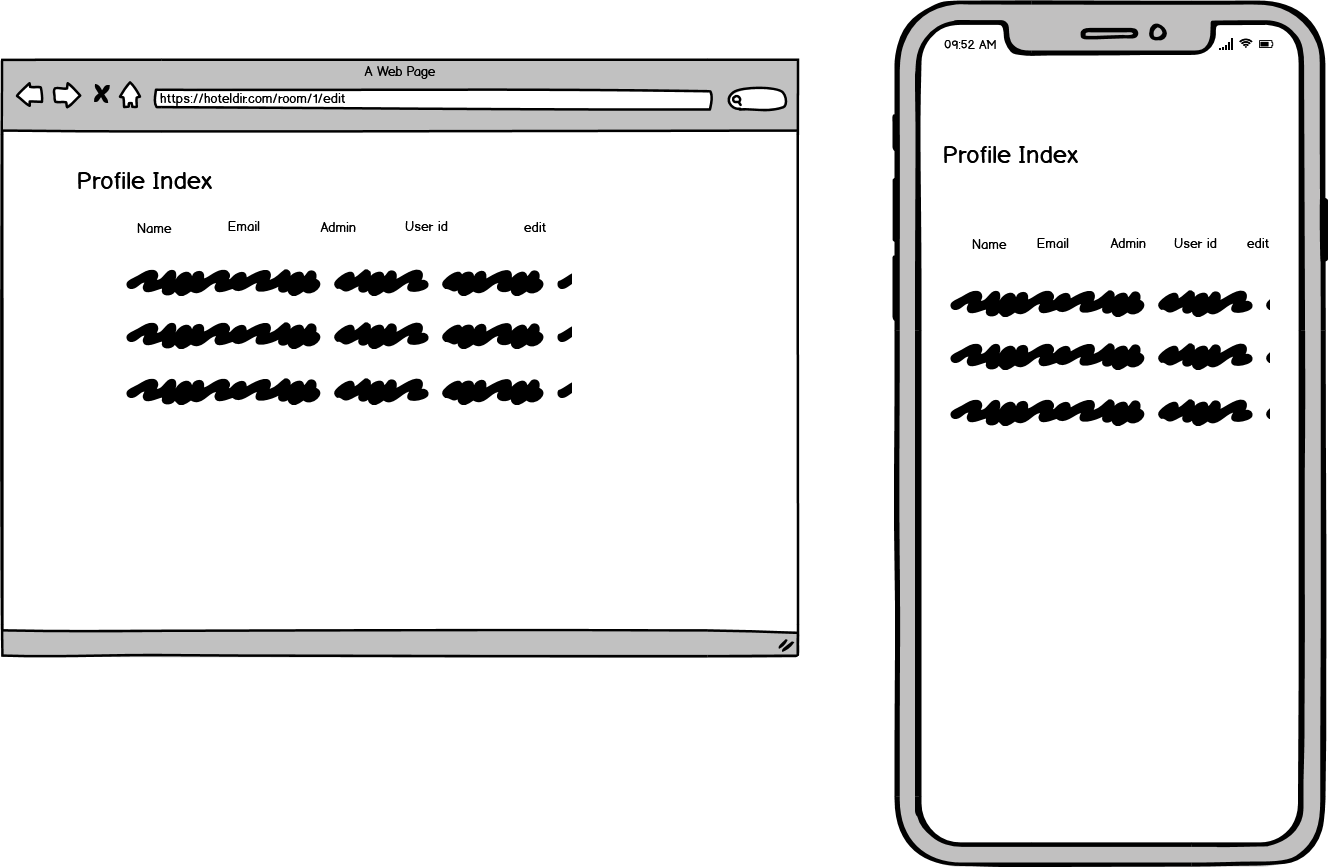 A Web Page
https://hoteldir.com/room/1/edit
Profile Index
Name Email Admin User id edit
09:52 AM
Profile Index
Name Email Admin User id edit